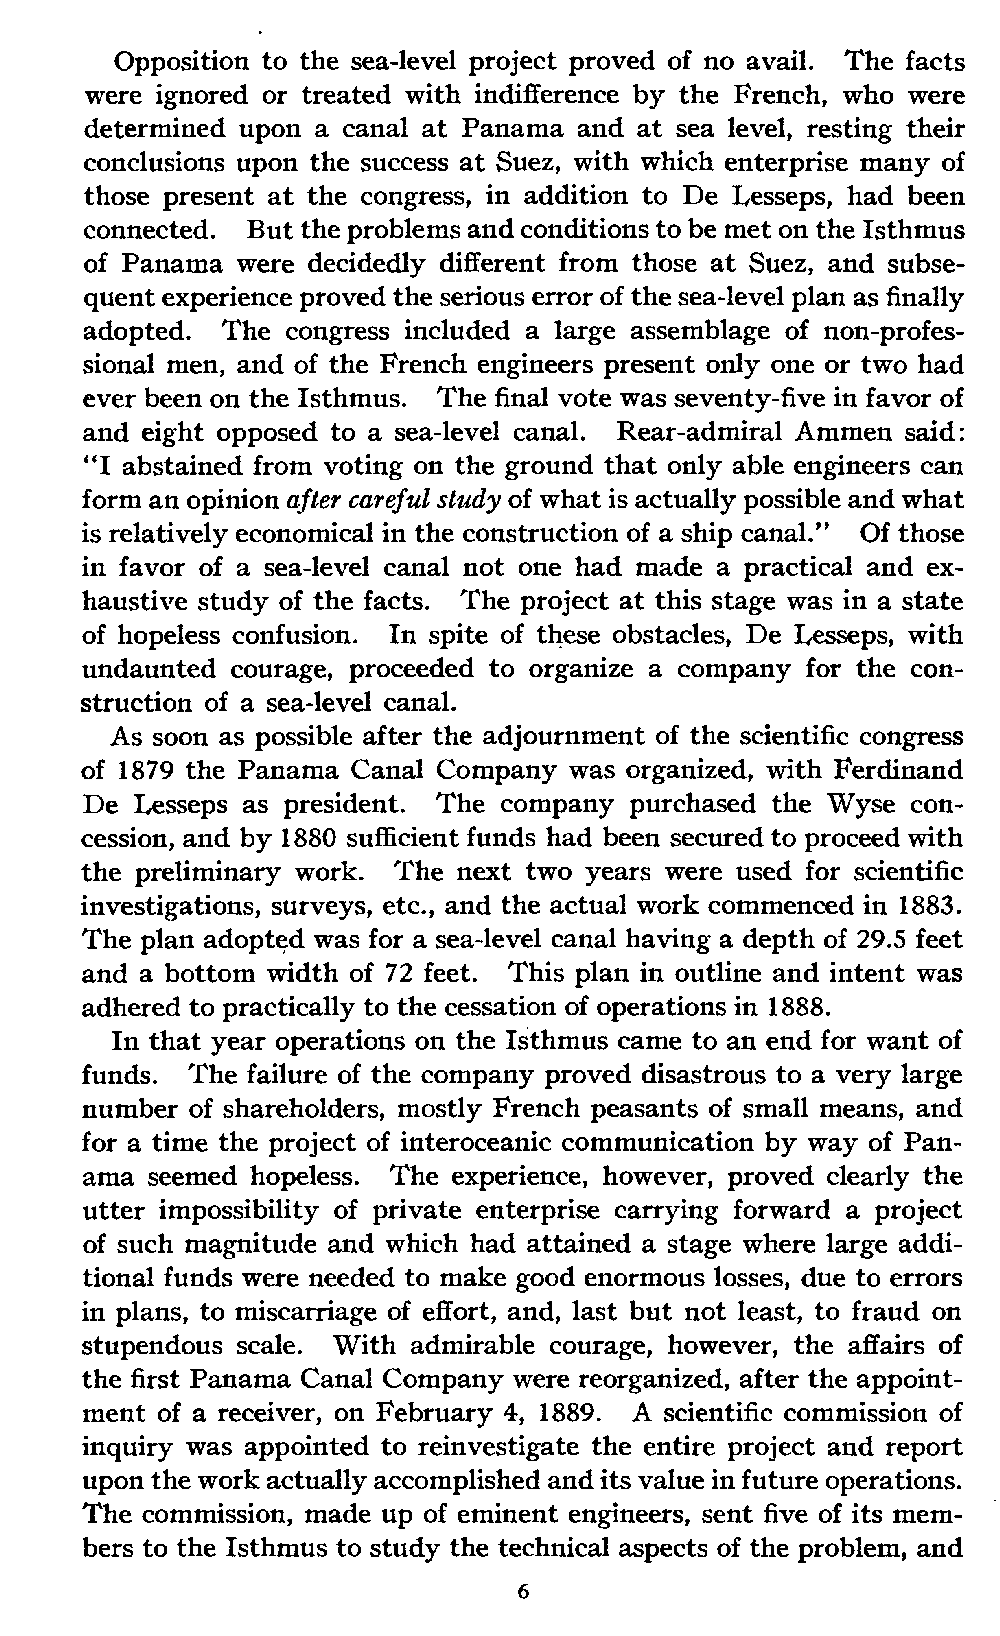 Opposition to the sea-level project proved of no avail. The facts
were ignored or treated with indifference by the French, who were
determined upon a canal at Panama and at sea level, resting their
conclusions upon the success at Suez, with which enterprise many of
those present at the congress, in addition to De Lesseps, had been
connected. But the problems and conditions to be met on the Isthmus
of Panama were decidedly different from those at Suez, and subse-
quent experience proved the serious error of the sea-level plan as finally
adopted. The congress included a large assemblage of non-profes-
sional men, and of the French engineers present only one or two had
ever been on the Isthmus. The final vote was seventy-five in favor of
and eight opposed to a sea-level canal. Rear-admiral Ammen said:
“I abstained from voting on the ground that only able engineers can
form an opinion after careful study of what is actually possible and what
is relatively economical in the construction of a ship canal.” Of those
in favor of a sea-level canal not one had made a practical and ex-
haustive study of the facts. The project at this stage was in a state
of hopeless confusion. In spite of these obstacles, De Lesseps, with
undaunted courage, proceeded to organize a company for the con-
struction of a sea-level canal.
As soon as possible after the adjournment of the scientific congress
of 1879 the Panama Canal Company was organized, with Ferdinand
De Lesseps as president. The company purchased the Wyse con-
cession, and by 1880 sufficient funds had been secured to proceed with
the preliminary work. The next two years were used for scientific
investigations, surveys, etc., and the actual work commenced in 1883.
The plan adopted was for a sea-level canal having a depth of 29.5 feet
and a bottom width of 72 feet. This plan in outline and intent was
adhered to practically to the cessation of operations in 1888.
In that year operations on the Isthmus came to an end for want of
funds. The failure of the company proved disastrous to a very large
number of shareholders, mostly French peasants of small means, and
for a time the project of interoceanic communication by way of Pan-
ama seemed hopeless. The experience, however, proved clearly the
utter impossibility of private enterprise carrying forward a project
of such magnitude and which had attained a stage where large addi-
tional funds were needed to make good enormous losses, due to errors
in plans, to miscarriage of effort, and, last but not least, to fraud on
stupendous scale. With admirable courage, however, the affairs of
the first Panama Canal Company were reorganized, after the appoint-
ment of a receiver, on February 4, 1889. A scientific commission of
inquiry was appointed to reinvestigate the entire project and report
upon the work actually accomplished and its value in future operations.
The commission, made up of eminent engineers, sent five of its mem-
bers to the Isthmus to study the technical aspects of the problem, and
6